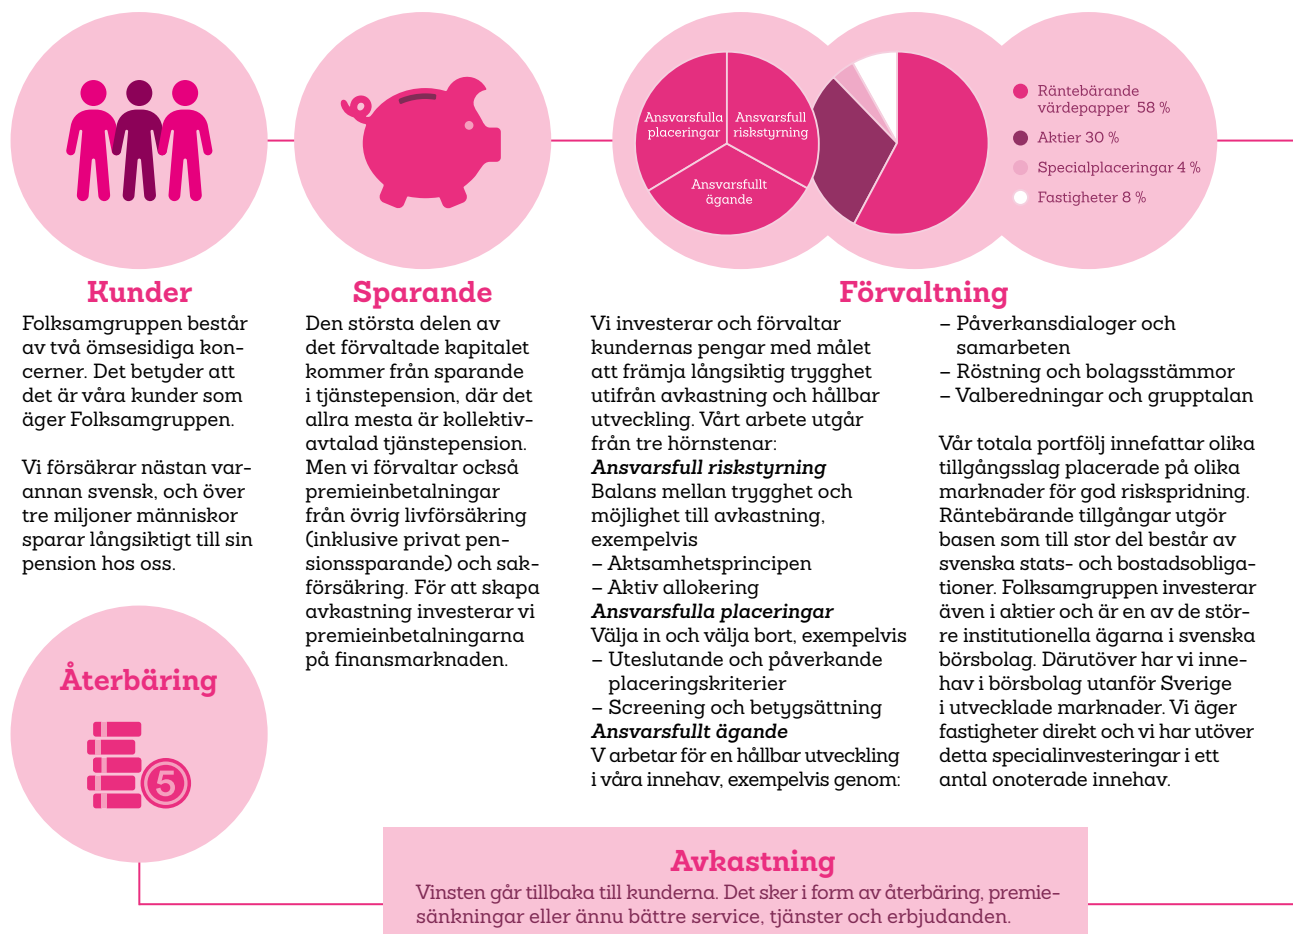 Ansvarsfulla
placeringar
Ansvarsfull
riskstyrning
Ansvarsfullt
ägande
Räntebärande
värdepapper 58 %
Aktier 30 %
Specialplaceringar 4 %
Fastigheter 8 %
Kunder
Folksamgruppen består
av två ömsesidiga kon-
cerner. Det betyder att
det är våra kunder som
äger Folksamgruppen.
Vi försäkrar nästan var-
annan svensk, och över
tre miljoner människor
sparar långsiktigt till sin
pension hos oss.
Återbäring
5
Sparande
Den största delen av
det förvaltade kapitalet
kommer från sparande
i tjänstepension, där det
allra mesta är kollektiv-
avtalad tjänstepension.
Men vi förvaltar också
premieinbetalningar
från övrig livförsäkring
(inklusive privat pen-
sionssparande) och sak-
försäkring. För att skapa
avkastning investerar vi
premieinbetalningarna
på finansmarknaden.
Förvaltning
Vi investerar och förvaltar
kundernas pengar med målet
att främja långsiktig trygghet
utifrån avkastning och hållbar
utveckling. Vårt arbete utgår
från tre hörnstenar:
Ansvarsfull riskstyrning
Balans mellan trygghet och
möjlighet till avkastning,
exempelvis
– Aktsamhetsprincipen
– Aktiv allokering
Ansvarsfulla placeringar
Välja in och välja bort, exempelvis
– Uteslutande och påverkande
placeringskriterier
– Screening och betygsättning
Ansvarsfullt ägande
V arbetar för en hållbar utveckling
i våra innehav, exempelvis genom:
– Påverkansdialoger och
samarbeten
– Röstning och bolagsstämmor
– Valberedningar och grupptalan
Vår totala portfölj innefattar olika
tillgångsslag placerade på olika
marknader för god riskspridning.
Räntebärande tillgångar utgör
basen som till stor del består av
svenska stats- och bostadsobliga-
tioner. Folksamgruppen investerar
även i aktier och är en av de stör-
re institutionella ägarna i svenska
börsbolag. Därutöver har vi inne-
hav i börsbolag utanför Sverige
i utvecklade marknader. Vi äger
fastigheter direkt och vi har utöver
detta specialinvesteringar i ett
antal onoterade innehav.
Avkastning
Vinsten går tillbaka till kunderna. Det sker i form av återbäring, premie-
sänkningar eller ännu bättre service, tjänster och erbjudanden.